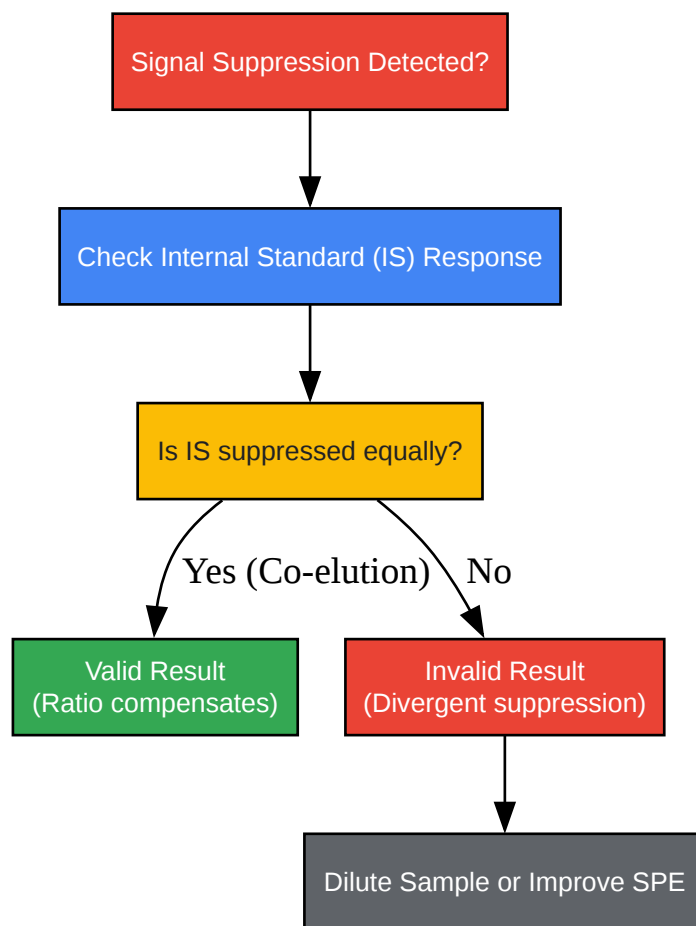 Signal Suppression Detected?
Check Internal Standard (IS) Response
Is IS suppressed equally?
Yes (Co-elution)
No
Valid Result
(Ratio compensates)
Invalid Result
(Divergent suppression)
Dilute Sample or Improve SPE